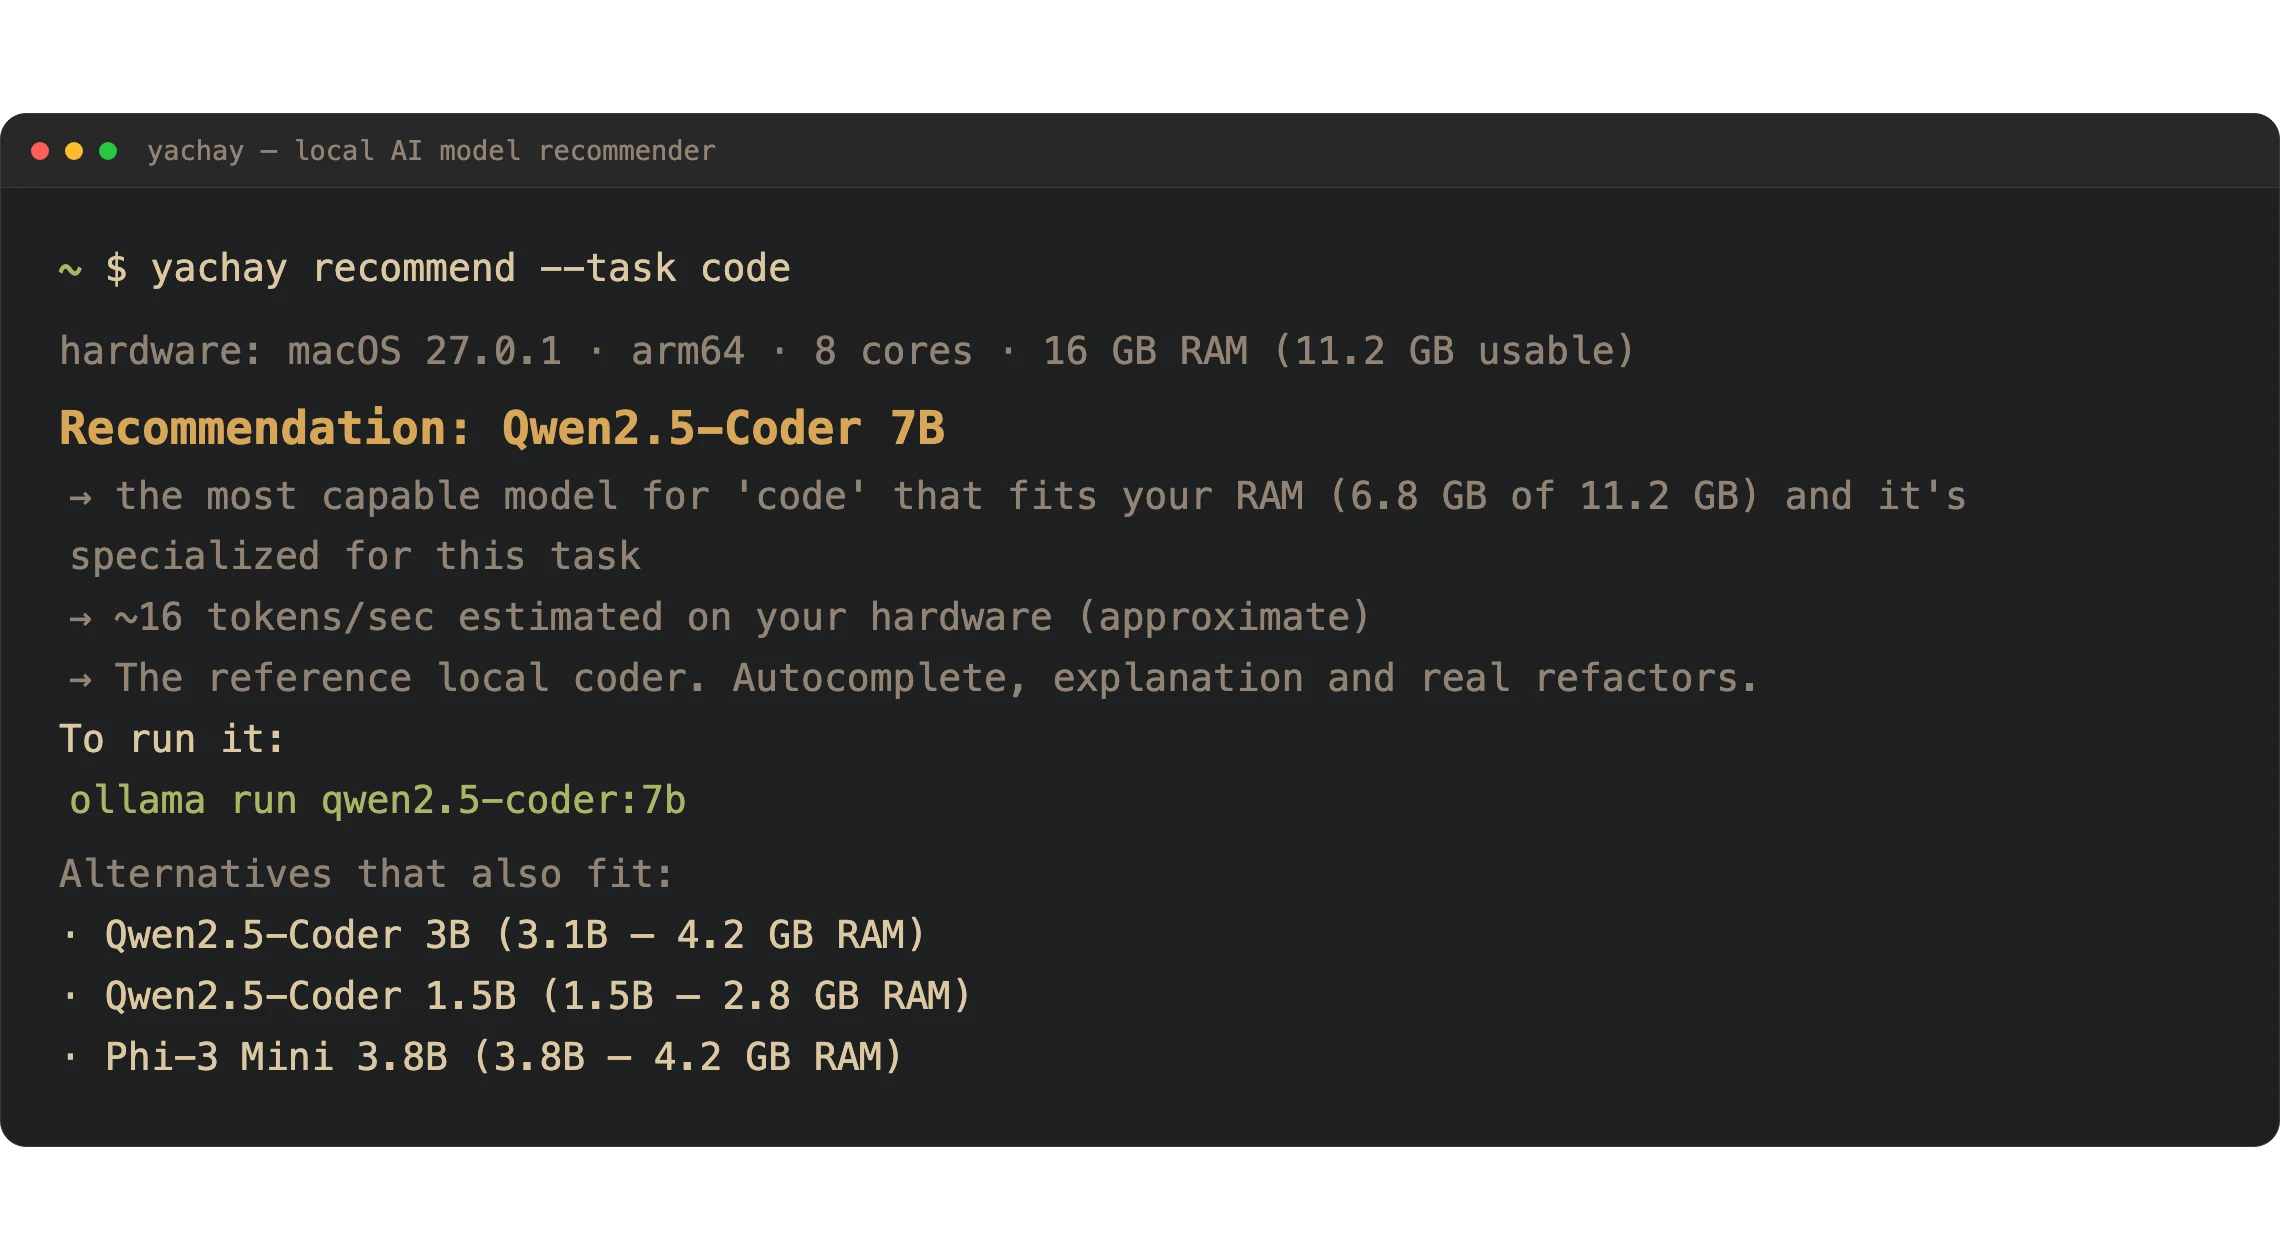 yachay — local AI model recommender
~ $ yachay recommend --task code
hardware: macOS 27.0.1 · arm64 · 8 cores · 16 GB RAM (11.2 GB usable)
Recommendation: Qwen2.5-Coder 7B
→ the most capable model for 'code' that fits your RAM (6.8 GB of 11.2 GB) and it's
specialized for this task
→ ~16 tokens/sec estimated on your hardware (approximate)
→ The reference local coder. Autocomplete, explanation and real refactors.
To run it:
ollama run qwen2.5-coder:7b
Alternatives that also fit:
· Qwen2.5-Coder 3B (3.1B — 4.2 GB RAM)
· Qwen2.5-Coder 1.5B (1.5B — 2.8 GB RAM)
· Phi-3 Mini 3.8B (3.8B — 4.2 GB RAM)